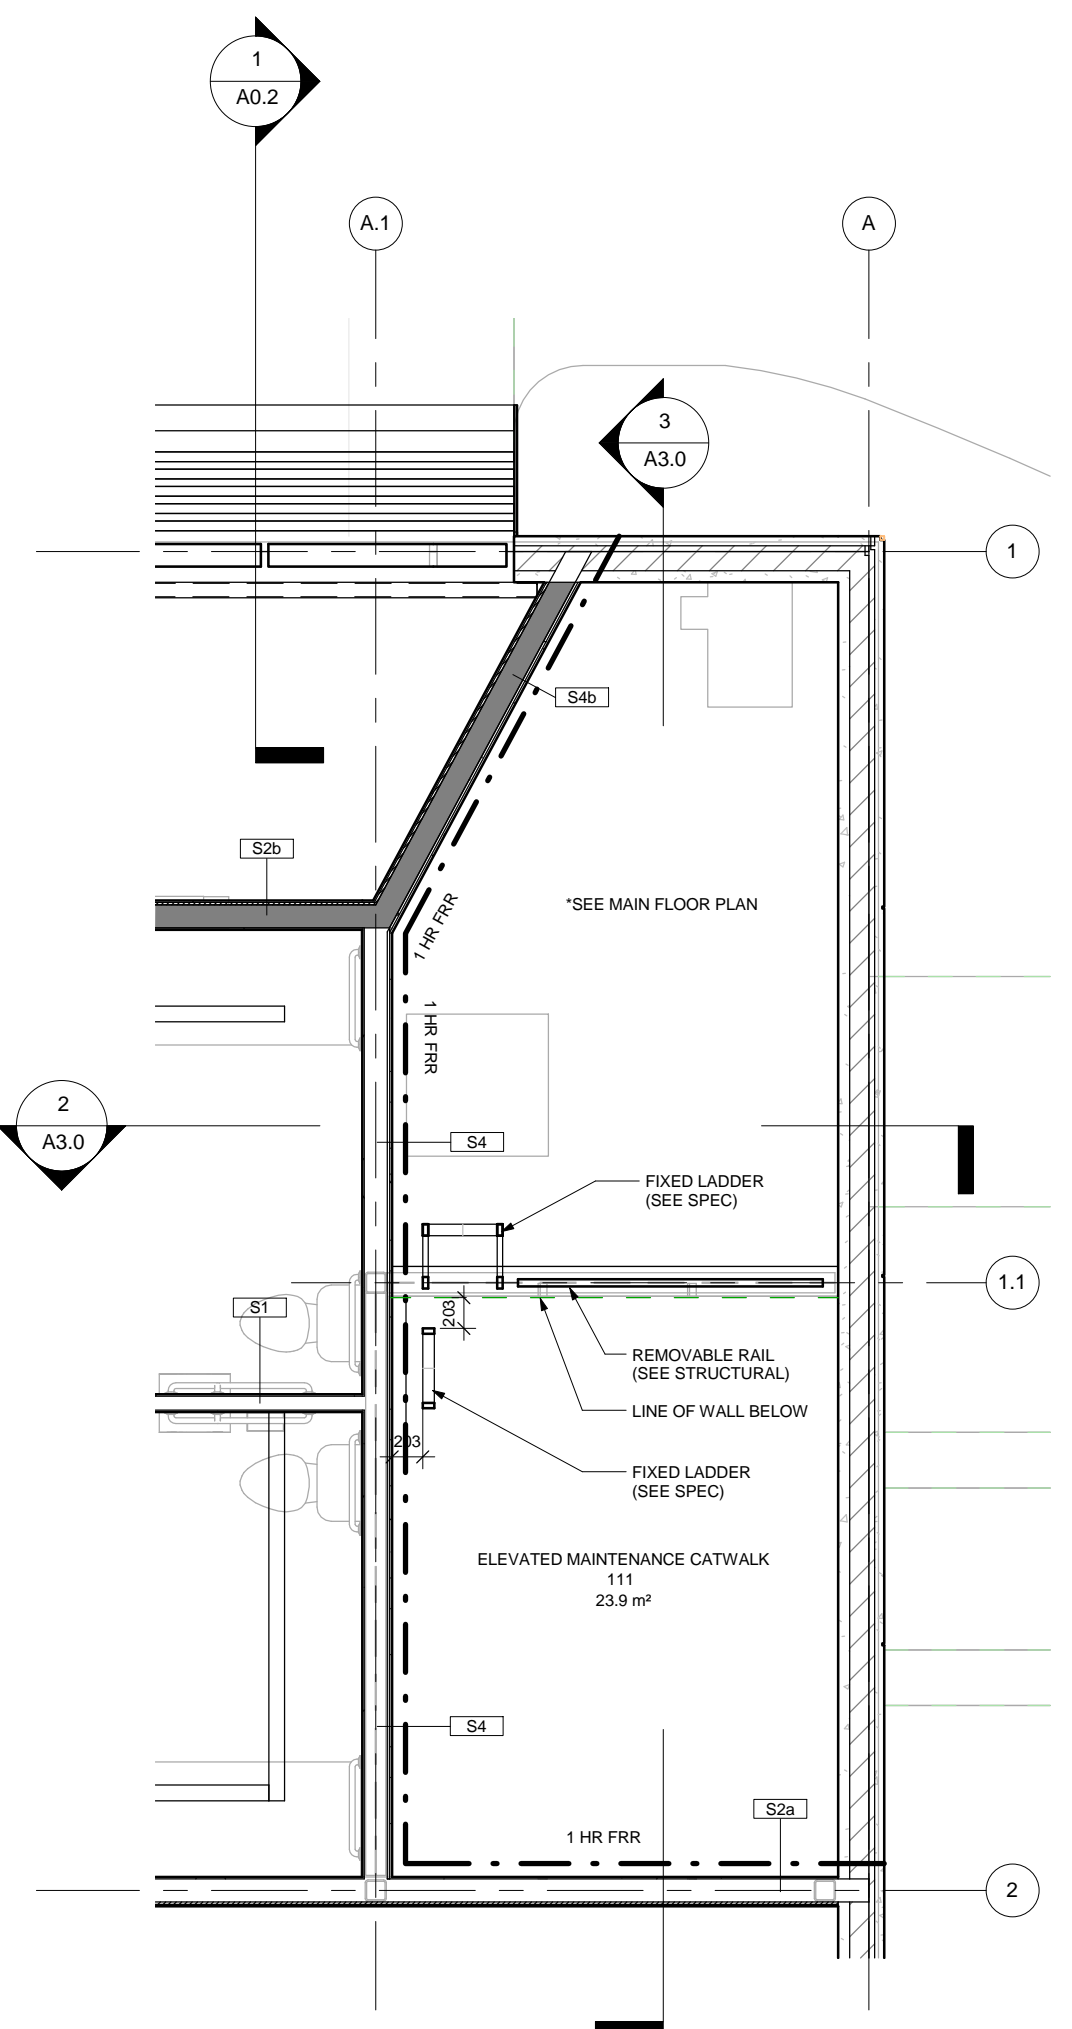 1
A0.2
A.1
A
3
A3.0
1
S4b
S2b
*SEE MAIN FLOOR PLAN
1 HR FRR
1 HR FRR
2
A3.0
S4
FIXED LADDER
(SEE SPEC)
1.1
S1
203
REMOVABLE RAIL
(SEE STRUCTURAL)
LINE OF WALL BELOW
203
FIXED LADDER
(SEE SPEC)
ELEVATED MAINTENANCE CATWALK
111
23.9 m²
S4
S2a
1 HR FRR
2